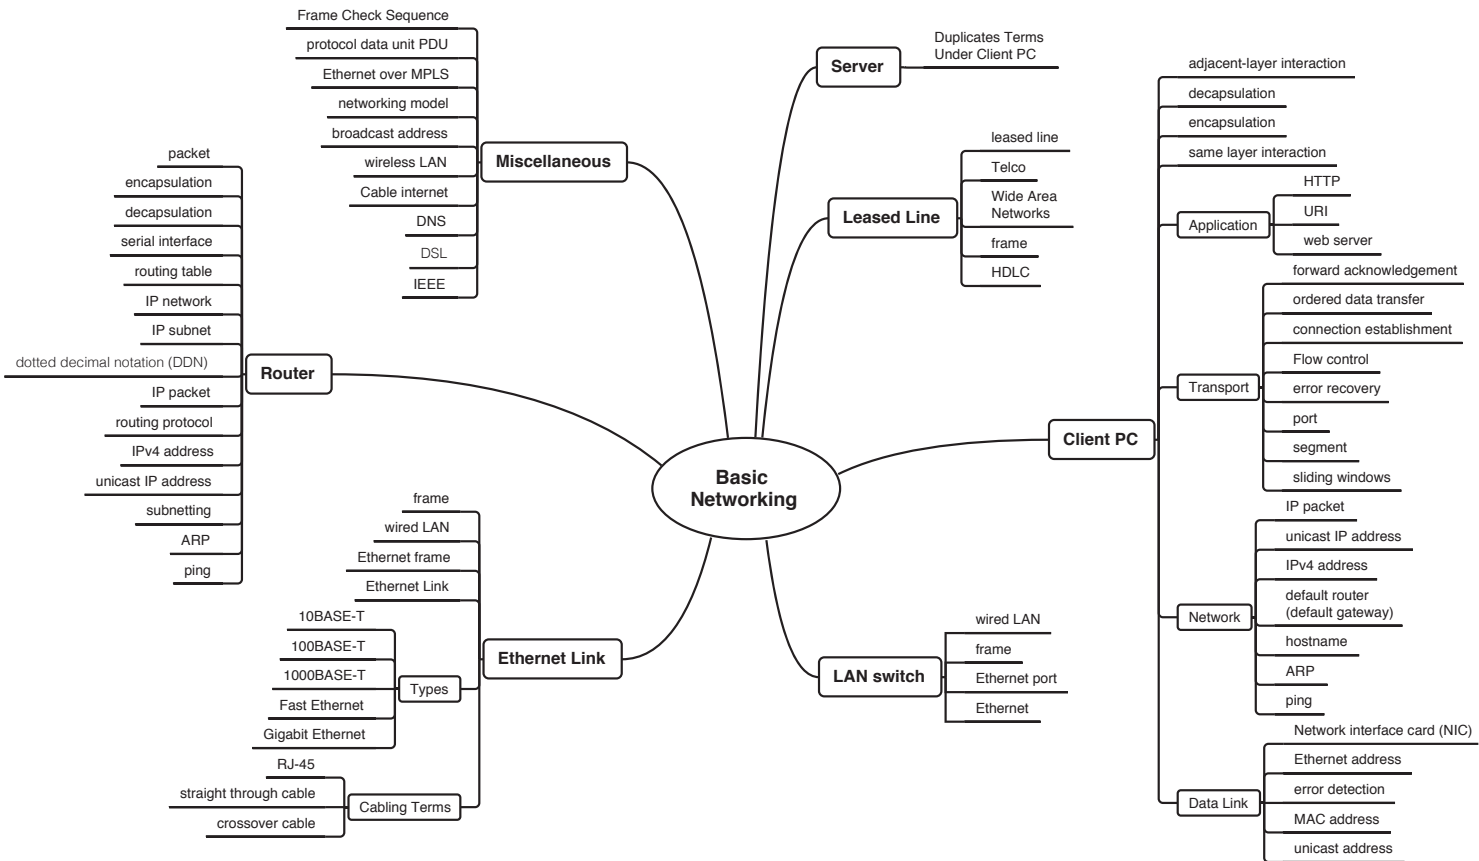 Frame Check Sequence
protocol data unit PDU
Ethernet over MPLS
networking model
broadcast address
wireless LAN
Cable internet
DNS
DSL
IEEE
Miscellaneous
packet
encapsulation
decapsulation
serial interface
routing table
IP network
IP subnet
dotted decimal notation (DDN)
IP packet
routing protocol
IPv4 address
unicast IP address
subnetting
ARP
ping
Router
frame
wired LAN
Ethernet frame
Ethernet Link
10BASE-T
100BASE-T
1000BASE-T
Fast Ethernet
Gigabit Ethernet
Types
RJ-45
straight through cable
crossover cable
Cabling Terms
Ethernet Link
Basic
Networking
Server
Duplicates Terms
Under Client PC
Leased Line
leased line
Telco
Wide Area
Networks
frame
HDLC
Client PC
adjacent-layer interaction
decapsulation
encapsulation
same layer interaction
Application
HTTP
URI
web server
Transport
forward acknowledgement
ordered data transfer
connection establishment
Flow control
error recovery
port
segment
sliding windows
Network
IP packet
unicast IP address
IPv4 address
default router
(default gateway)
hostname
ARP
ping
Data Link
Network interface card (NIC)
Ethernet address
error detection
MAC address
unicast address
LAN switch
wired LAN
frame
Ethernet port
Ethernet